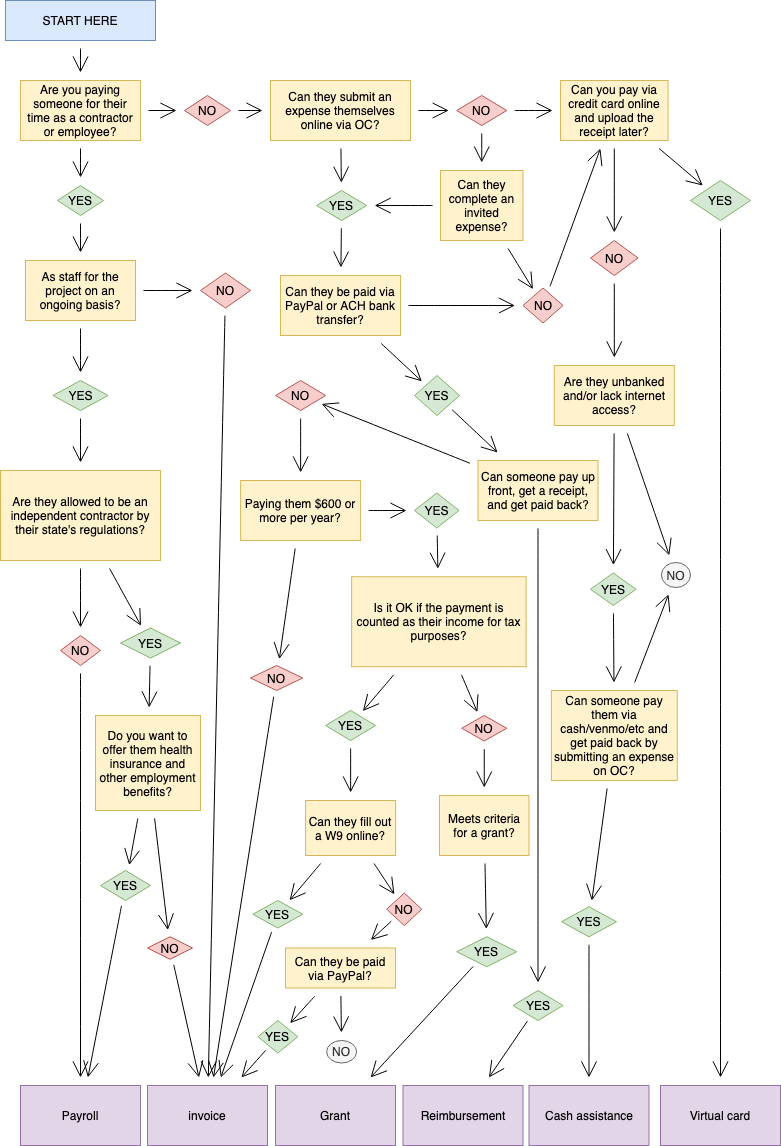 START HERE
Are you paying
someone for their
time as a contractor
or employee?
NO
Can they submit an
expense themselves
online via OC?
NO
Can you pay via
credit card online
and upload the
receipt later?
YES
YES
Can they
complete an
invited
expense?
YES
As staff for the
project on an
ongoing basis?
NO
Can they be paid via
PayPal or ACH bank
transfer?
NO
NO
YES
NO
YES
Are they unbanked
and/or lack internet
access?
Are they allowed to be an
independent contractor by
their state's regulations?
Paying them $600 or
more per year?
YES
Can someone pay up
front, get a receipt,
and get paid back?
NO
YES
NO
YES
Is it OK if the payment is
counted as their income for tax
purposes?
NO
YES
NO
Can someone pay
them via
cash/venmo/etc and
get paid back by
submitting an expense
on OC?
Do you want to
offer them health
insurance and
other employment
benefits?
Can they fill out
a W9 online?
Meets criteria
for a grant?
YES
NO
YES
NO
YES
YES
Can they be paid
via PayPal?
YES
YES
NO
Payroll
invoice
Grant
Reimbursement
Cash assistance
Virtual card